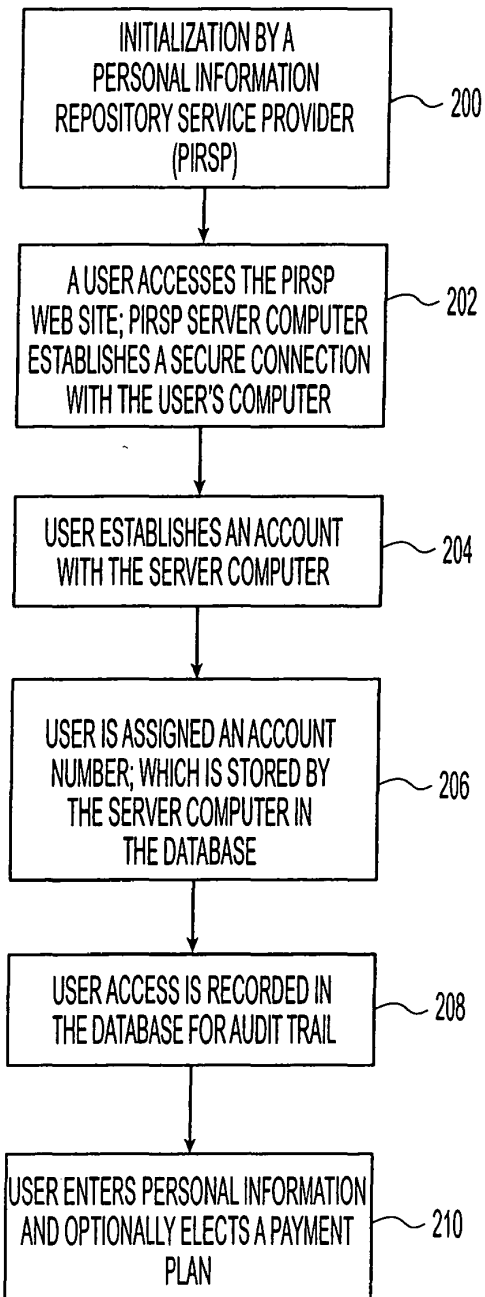 INITIALIZATION BY A
PERSONAL INFORMATION
REPOSITORY SERVICE PROVIDER
(PIRSP)
200
A USER ACCESSES THE PIRSP
WEB SITE; PIRSP SERVER COMPUTER
ESTABLISHES A SECURE CONNECTION
WITH THE USER'S COMPUTER
202
USER ESTABLISHES AN ACCOUNT
WITH THE SERVER COMPUTER
204
USER IS ASSIGNED AN ACCOUNT
NUMBER; WHICH IS STORED BY
THE SERVER COMPUTER IN
THE DATABASE
206
USER ACCESS IS RECORDED IN
THE DATABASE FOR AUDIT TRAIL
208
USER ENTERS PERSONAL INFORMATION
AND OPTIONALLY ELECTS A PAYMENT
PLAN
210